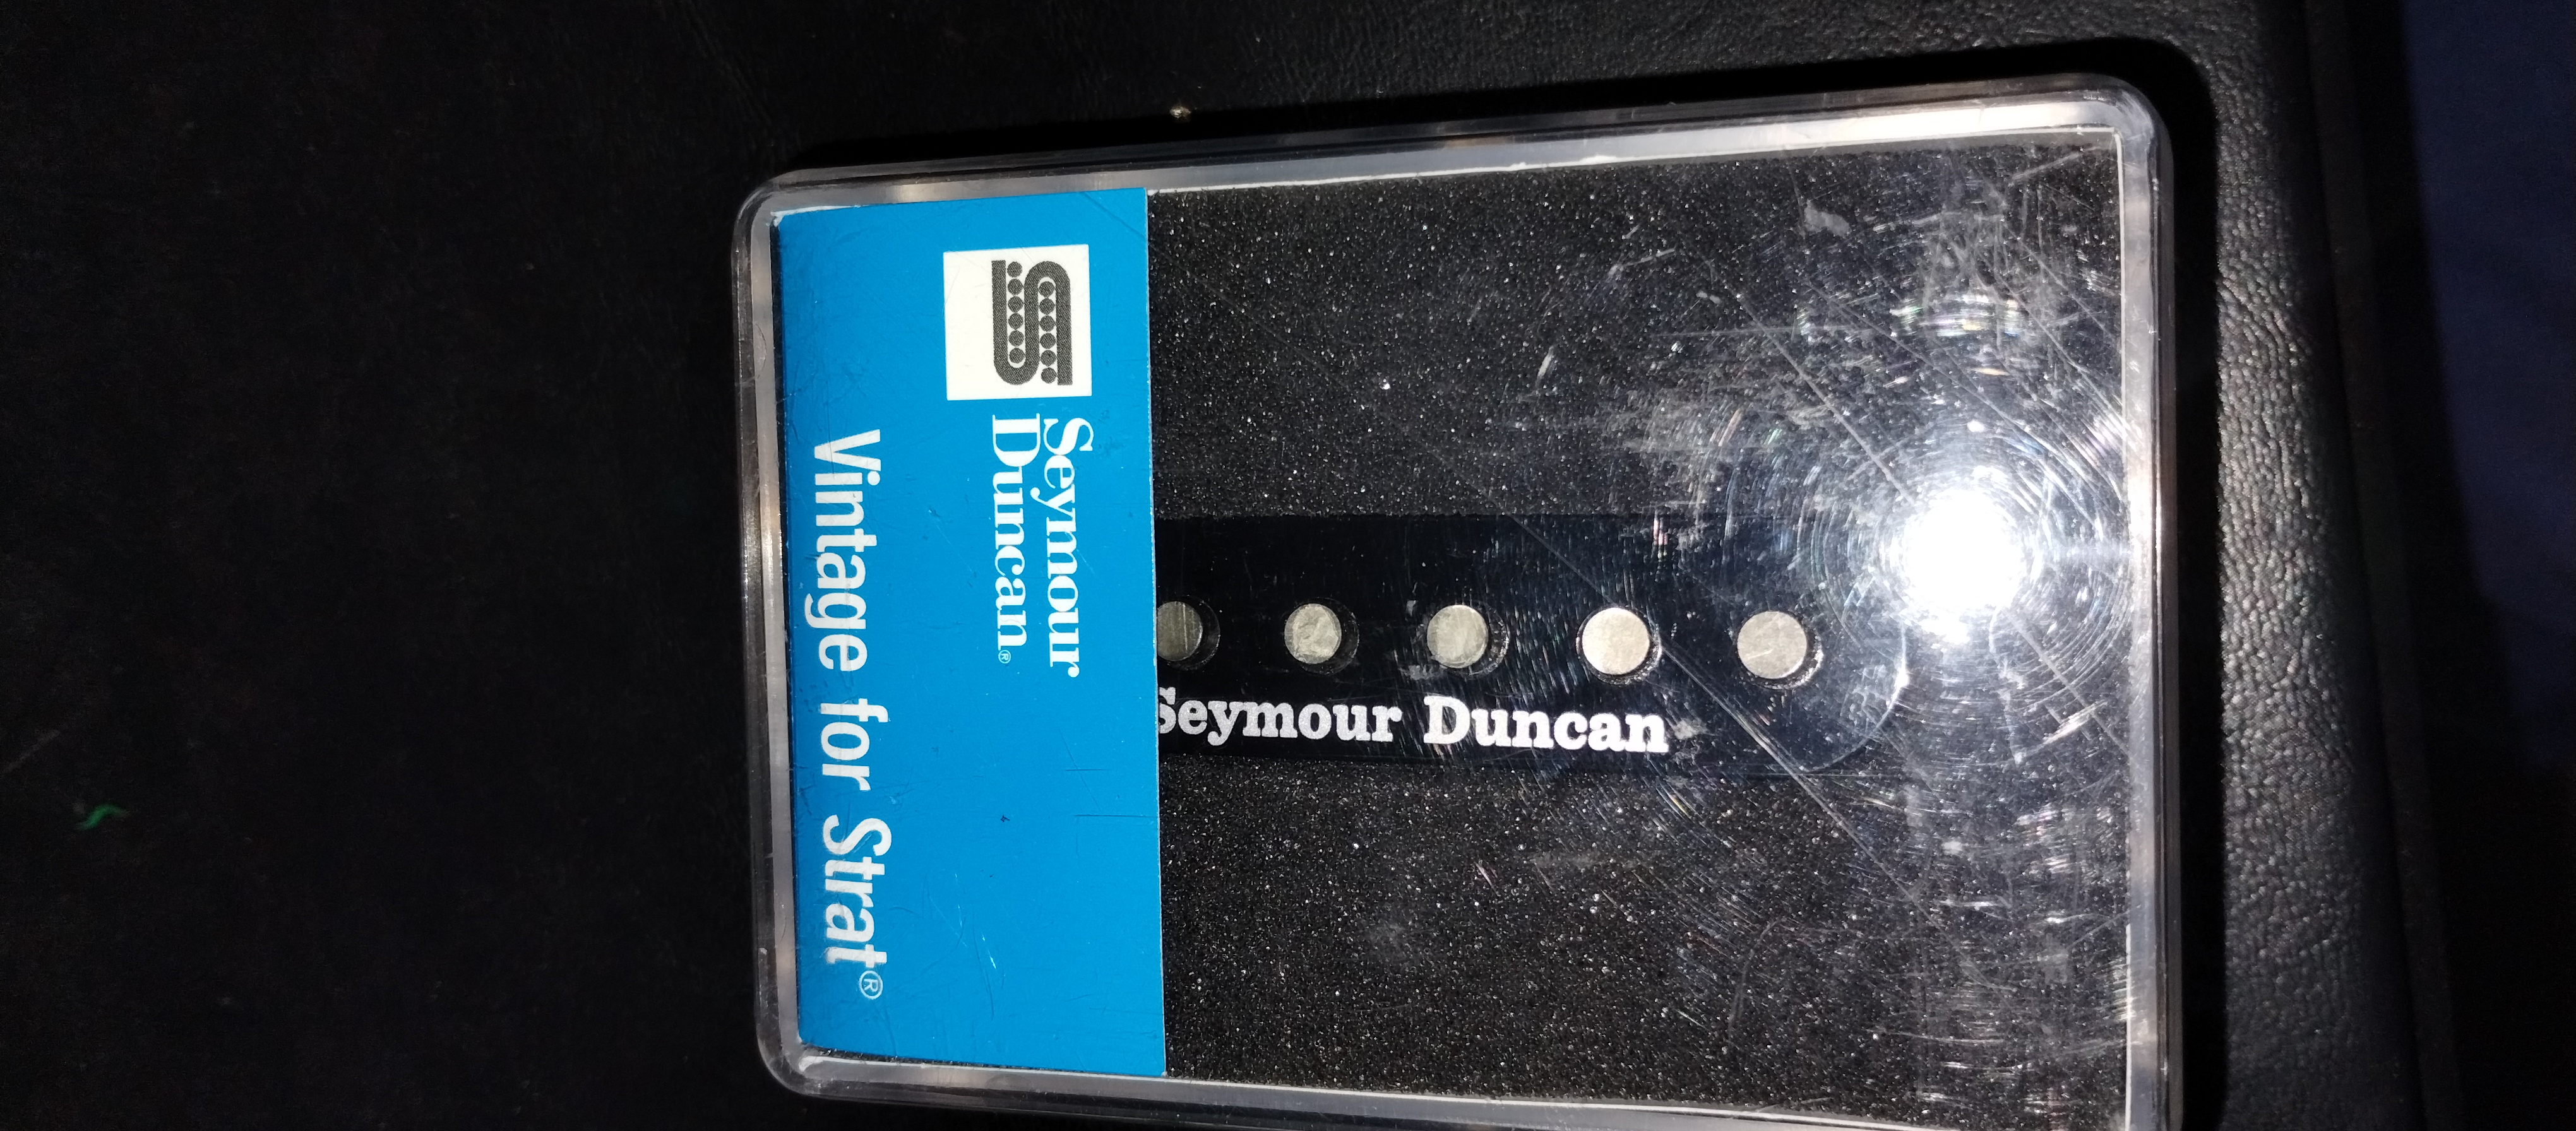 Seymour
Duncan®
Vintage for Strat®
Seymour Duncan